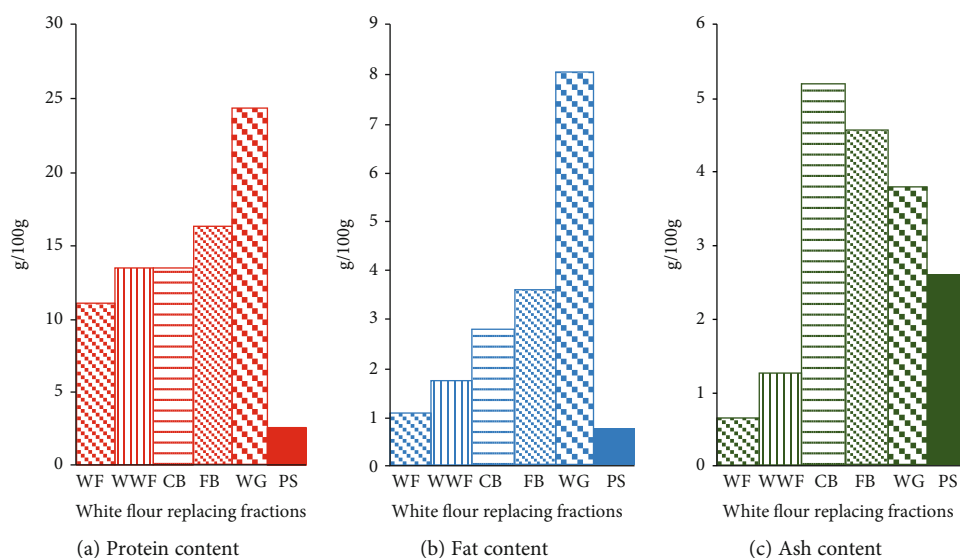 30
25
20
15
10
5
0
g/100g
WF WWF CB FB WG PS
White flour replacing fractions
(a) Protein content
9
8
7
6
5
4
3
2
1
0
g/100g
WF WWF CB FB WG PS
White flour replacing fractions
(b) Fat content
6
5
4
3
2
1
0
g/100g
WF WWF CB FB WG PS
White flour replacing fractions
(c) Ash content